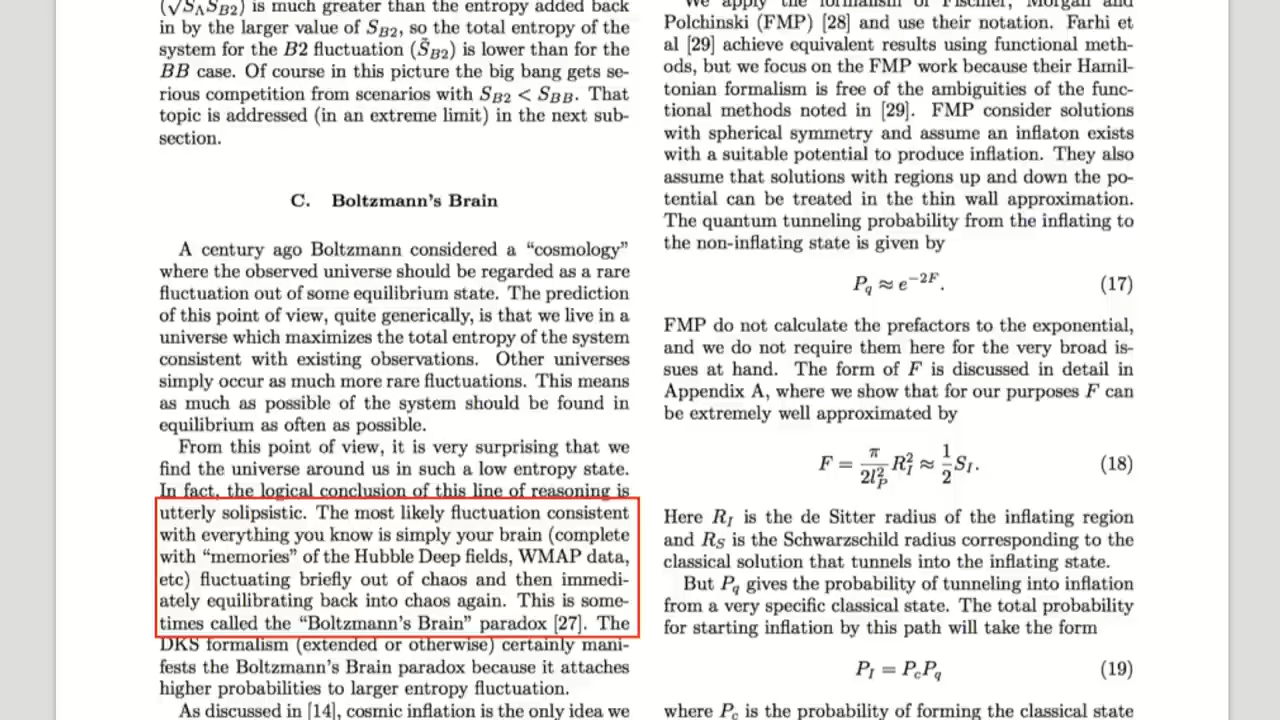 (√S_ΛS_{B2}) is much greater than the entropy added back
in by the larger value of S_{B2}, so the total entropy of the
system for the B2 fluctuation (S̃_{B2}) is lower than for the
BB case. Of course in this picture the big bang gets se-
rious competition from scenarios with S_{B2} < S_{BB}. That
topic is addressed (in an extreme limit) in the next sub-
section.
C. Boltzmann's Brain
A century ago Boltzmann considered a “cosmology”
where the observed universe should be regarded as a rare
fluctuation out of some equilibrium state. The prediction
of this point of view, quite generically, is that we live in a
universe which maximizes the total entropy of the system
consistent with existing observations. Other universes
simply occur as much more rare fluctuations. This means
as much as possible of the system should be found in
equilibrium as often as possible.
From this point of view, it is very surprising that we
find the universe around us in such a low entropy state.
In fact, the logical conclusion of this line of reasoning is
utterly solipsistic. The most likely fluctuation consistent
with everything you know is simply your brain (complete
with “memories” of the Hubble Deep fields, WMAP data,
etc) fluctuating briefly out of chaos and then immedi-
ately equilibrating back into chaos again. This is some-
times called the “Boltzmann's Brain” paradox [27]. The
DKS formalism (extended or otherwise) certainly mani-
fests the Boltzmann's Brain paradox because it attaches
higher probabilities to larger entropy fluctuation.
As discussed in [14], cosmic inflation is the only idea we
We apply the formalism of Fischler, Morgan and
Polchinski (FMP) [28] and use their notation. Farhi et
al [29] achieve equivalent results using functional meth-
ods, but we focus on the FMP work because their Hamil-
tonian formalism is free of the ambiguities of the func-
tional methods noted in [29]. FMP consider solutions
with spherical symmetry and assume an inflaton exists
with a suitable potential to produce inflation. They also
assume that solutions with regions up and down the po-
tential can be treated in the thin wall approximation.
The quantum tunneling probability from the inflating to
the non-inflating state is given by
P_q ≈ e^{−2F}. (17)
FMP do not calculate the prefactors to the exponential,
and we do not require them here for the very broad is-
sues at hand. The form of F is discussed in detail in
Appendix A, where we show that for our purposes F can
be extremely well approximated by
F = π/(2l_P^2) R_I^2 ≈ 1/2 S_I. (18)
Here R_I is the de Sitter radius of the inflating region
and R_S is the Schwarzschild radius corresponding to the
classical solution that tunnels into the inflating state.
But P_q gives the probability of tunneling into inflation
from a very specific classical state. The total probability
for starting inflation by this path will take the form
P_I = P_cP_q (19)
where P_c is the probability of forming the classical state